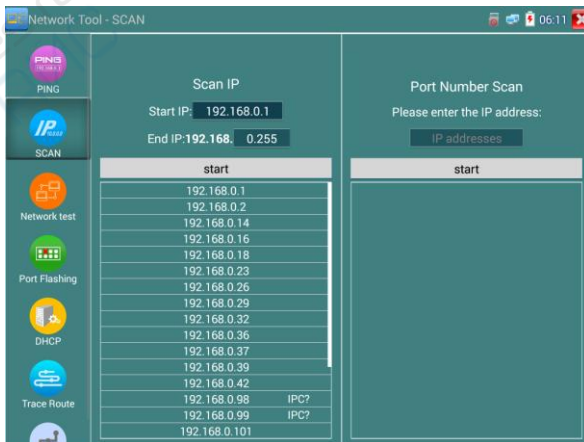 Network Tool - SCAN
06:11
PING
PING
SCAN
IP
Network test
Port Flashing
DHCP
Trace Route
Scan IP
Start IP: 192.168.0.1
End IP:192.168. 0.255
start
192.168.0.1
192.168.0.2
192.168.0.14
192.168.0.16
192.168.0.18
192.168.0.23
192.168.0.26
192.168.0.29
192.168.0.32
192.168.0.36
192.168.0.37
192.168.0.39
192.168.0.42
192.168.0.98 IPC?
192.168.0.99 IPC?
192.168.0.101
Port Number Scan
Please enter the IP address:
IP addresses
start